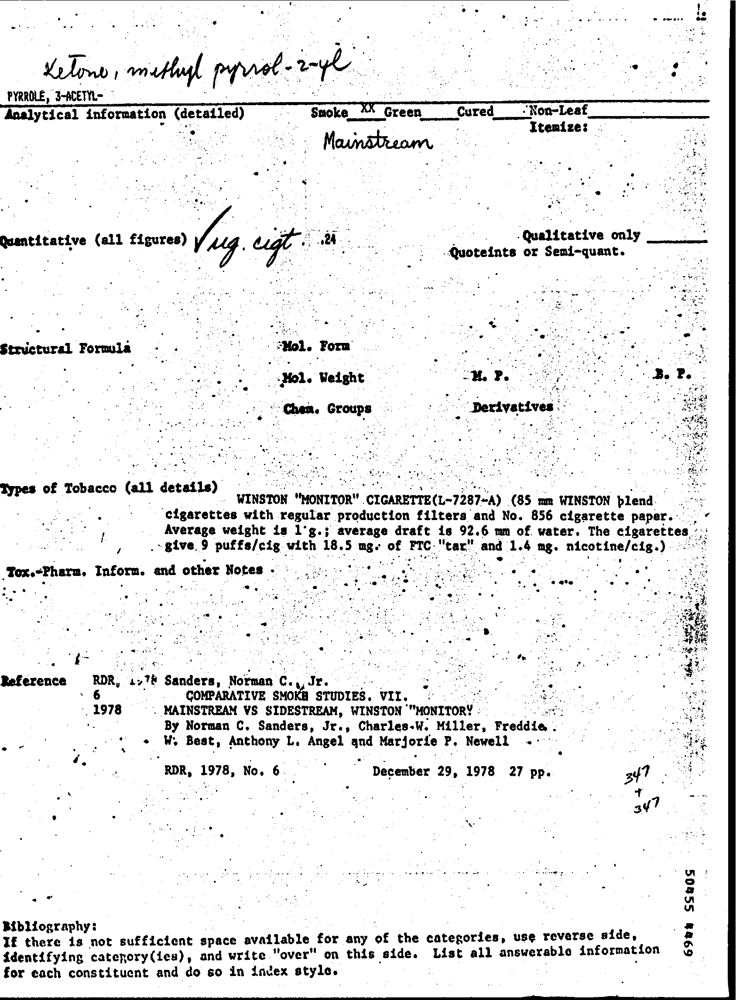 Ketone, methyl pyrrol-2-yl
PYRROLE, 3-ACETYL-
Analytical information (detailed) Smoke XX Green Cured Non-Leaf
Itemize:
Mainstream
Quantitative (all figures) √ug. cigt. .24 Qualitative only
Quoteints or Semi-quant.
Structural Formula Mol. Form
Mol. Weight M. P. B. P.
Chem. Groups Derivatives
Types of Tobacco (all details)
WINSTON "MONITOR" CIGARETTE(L-7287-A) (85 mm WINSTON blend
cigarettes with regular production filters and No. 856 cigarette paper.
Average weight is 1 g.; average draft is 92.6 mm of water. The cigarettes
give 9 puffs/cig with 18.5 mg. of FTC "tar" and 1.4 mg. nicotine/cig.)
Tox.-Pharm. Inform. and other Notes
Reference RDR, Sanders, Norman C., Jr.
6 COMPARATIVE SMOKE STUDIES. VII.
1978 MAINSTREAM VS SIDESTREAM, WINSTON "MONITOR"
By Norman C. Sanders, Jr., Charles W. Miller, Freddie
W. Best, Anthony L. Angel and Marjorie P. Newell
RDR, 1978, No. 6 December 29, 1978 27 pp.
347
+
347
50855 4469
Bibliography:
If there is not sufficient space available for any of the categories, use reverse side,
identifying category(ies), and write "over" on this side. List all answerable information
for each constituent and do so in index style.